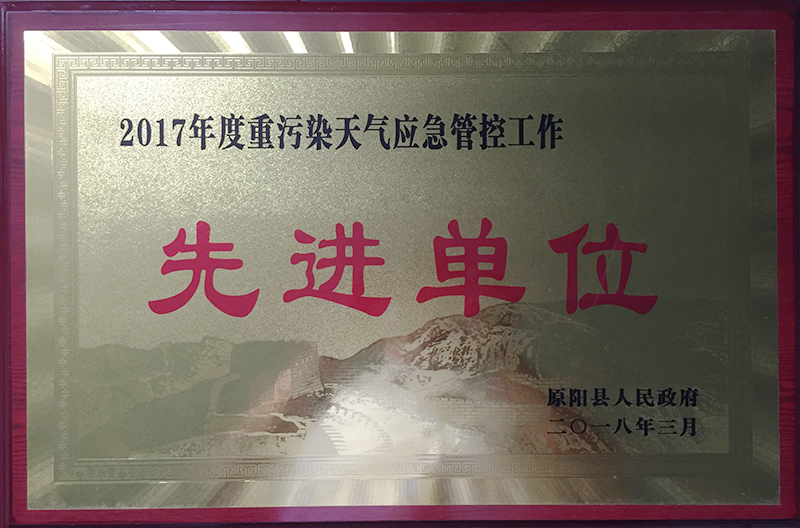 2017年度重污染天气应急管控工作
先进单位
原阳县人民政府
二〇一八年三月